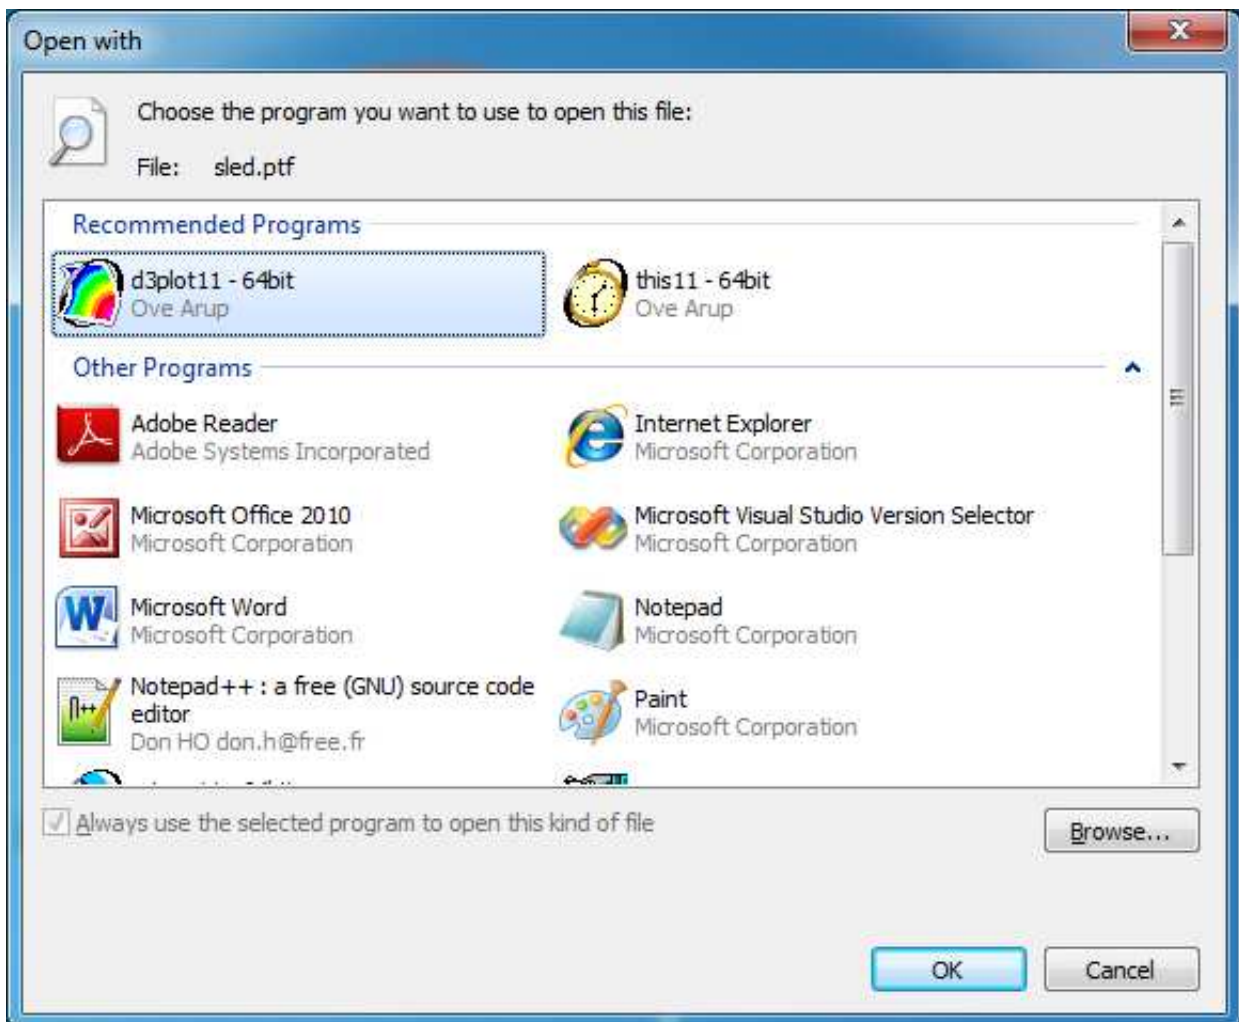 Open with
Choose the program you want to use to open this file:
File: sled.ptf
Recommended Programs
d3plot11 - 64bit
Ove Arup
this11 - 64bit
Ove Arup
Other Programs
Adobe Reader
Adobe Systems Incorporated
Internet Explorer
Microsoft Corporation
Microsoft Office 2010
Microsoft Corporation
Microsoft Visual Studio Version Selector
Microsoft Corporation
Microsoft Word
Microsoft Corporation
Notepad
Microsoft Corporation
Notepad++ : a free (GNU) source code
editor
Don HO don.h@free.fr
Paint
Microsoft Corporation
Always use the selected program to open this kind of file
Browse...
OK
Cancel